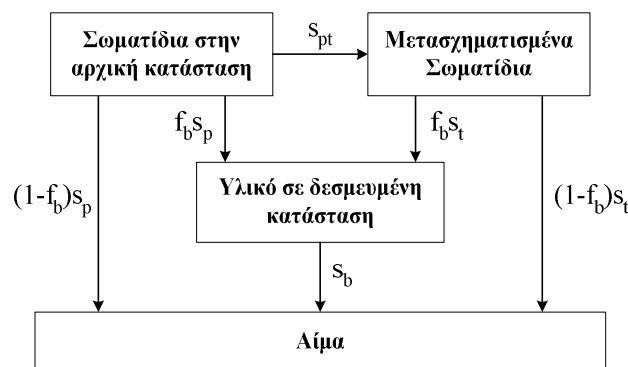 Σωματίδια στην
αρχική κατάσταση
s_pt
Μετασχηματισμένα
Σωματίδια
f_bs_p
f_bs_t
(1-f_b)s_p
Υλικό σε δεσμευμένη
κατάσταση
(1-f_b)s_t
s_b
Αίμα